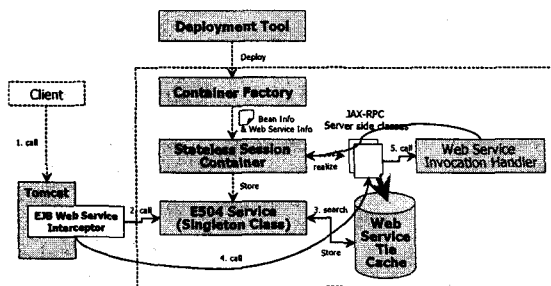 Deployment Tool
Deploy
Client
Container Factory
Bean Info
& Web Service Info
JAX-RPC
Server side classes
1. call
Stateless Session
Container
realize
5. call
Web Service
Invocation Handler
Tomcat
Store
EJB Web Service
Interceptor
2. call
E504 Service
(Singleton Class)
3. search
Store
Web
Service
Tie
Cache
4. call